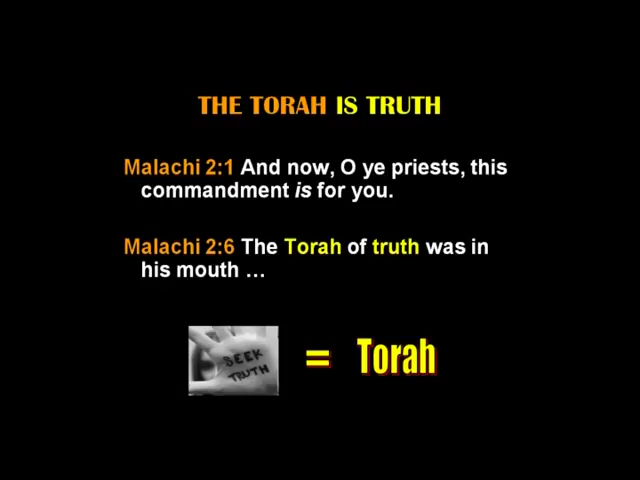 THE TORAH IS TRUTH
Malachi 2:1 And now, O ye priests, this
commandment is for you.
Malachi 2:6 The Torah of truth was in
his mouth …
SEEK
TRUTH
= Torah